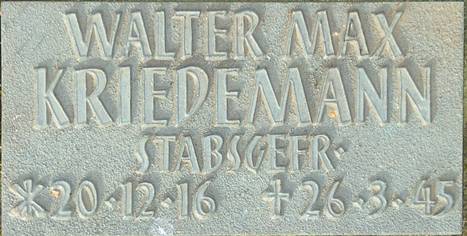 WALTER MAX
KRIEDEMANN
STABSGEFR·
*20·12·16 †26·3·45